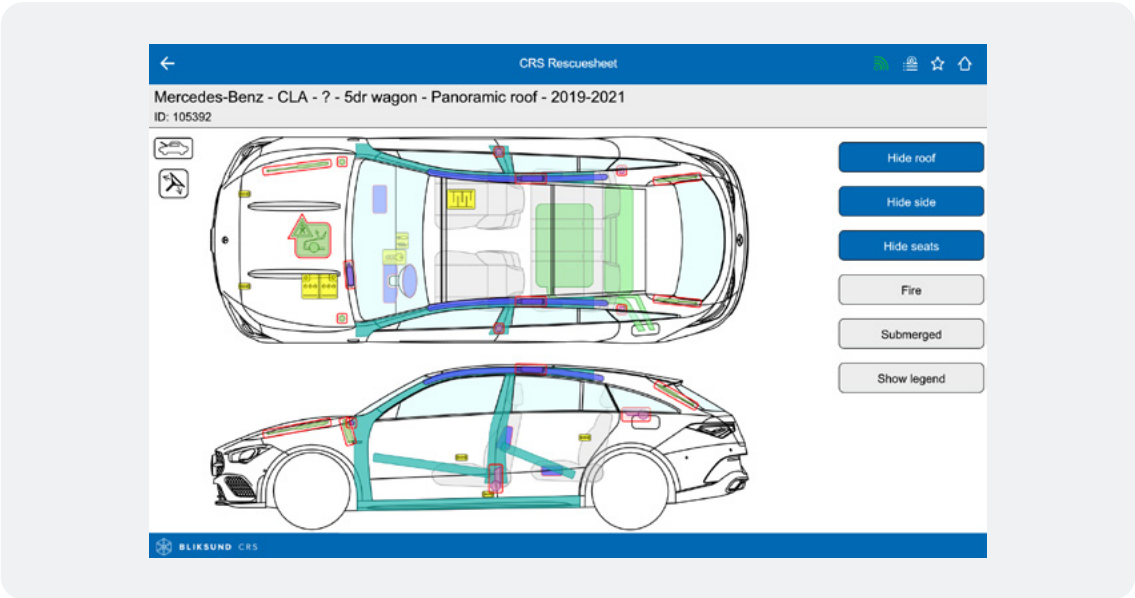 CRS Rescuesheet
Mercedes-Benz - CLA - ? - 5dr wagon - Panoramic roof - 2019-2021
ID: 105392
Hide roof
Hide side
Hide seats
Fire
Submerged
Show legend
BLIKSUND CRS